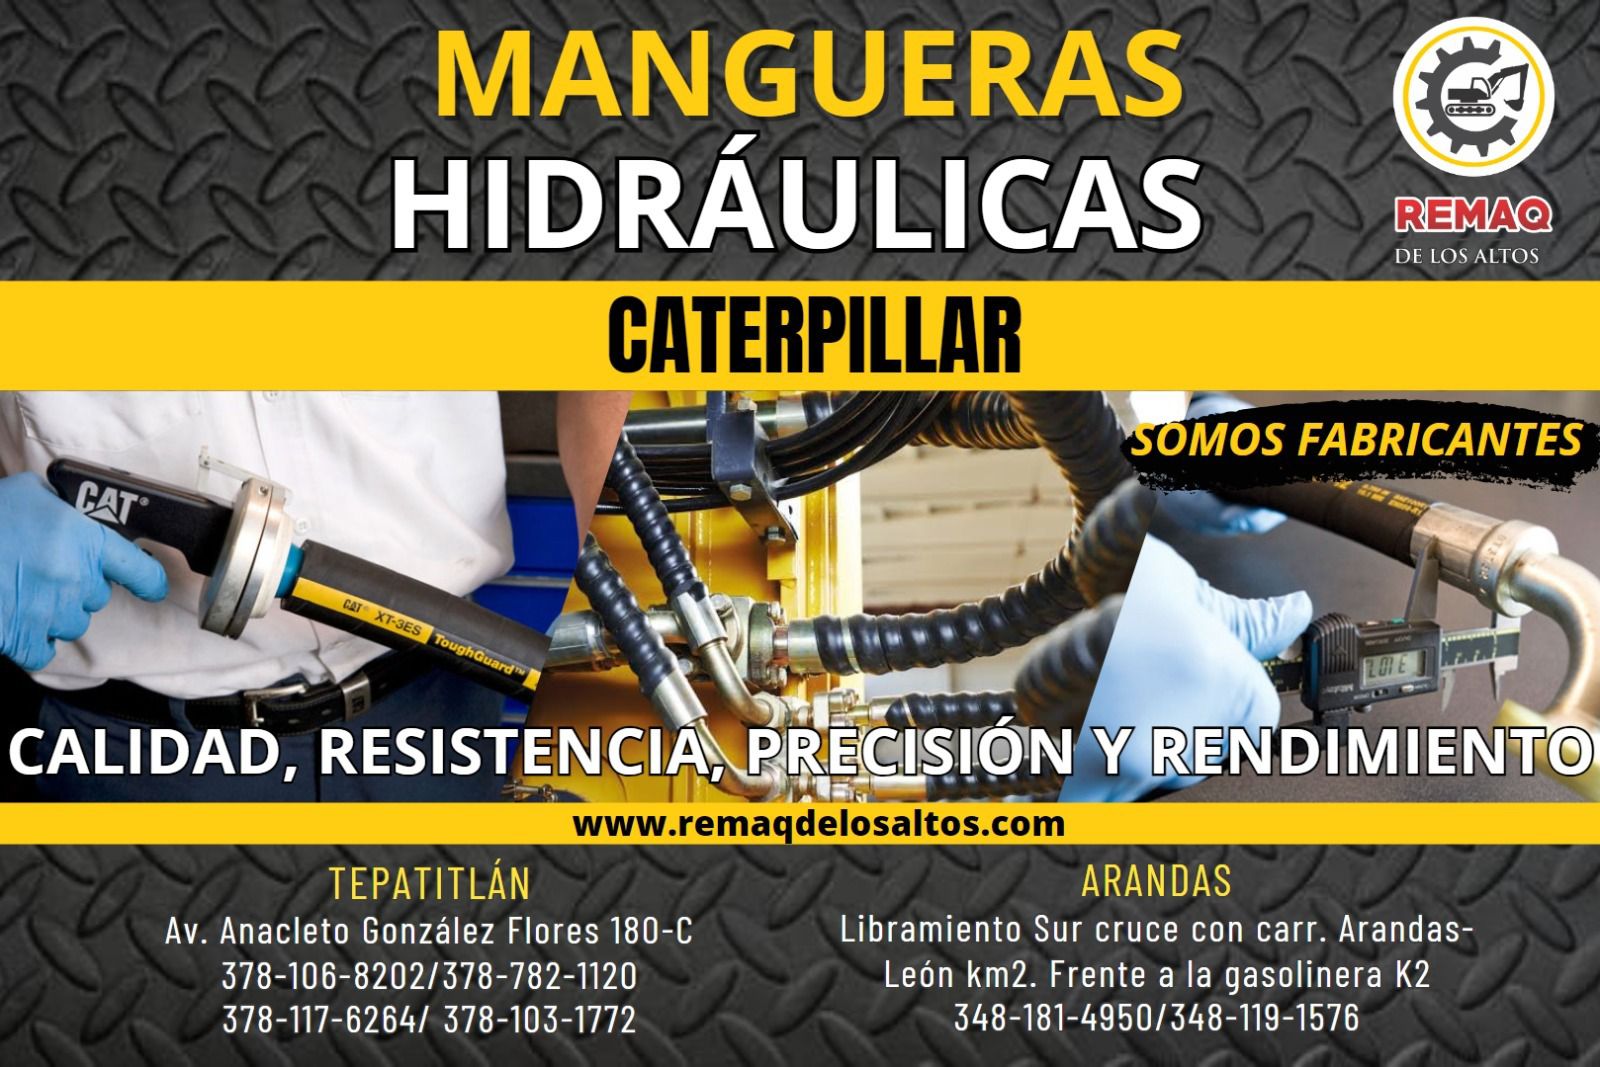 MANGUERAS
HIDRÁULICAS
REMAQ
DE LOS ALTOS
CATERPILLAR
SOMOS FABRICANTES
CAT®
CAT® XT-3ES ToughGuard™
CALIDAD, RESISTENCIA, PRECISIÓN Y RENDIMIENTO
www.remaqdelosaltos.com
TEPATITLÁN
Av. Anacleto González Flores 180-C
378-106-8202/378-782-1120
378-117-6264/ 378-103-1772
ARANDAS
Libramiento Sur cruce con carr. Arandas-
León km2. Frente a la gasolinera K2
348-181-4950/348-119-1576